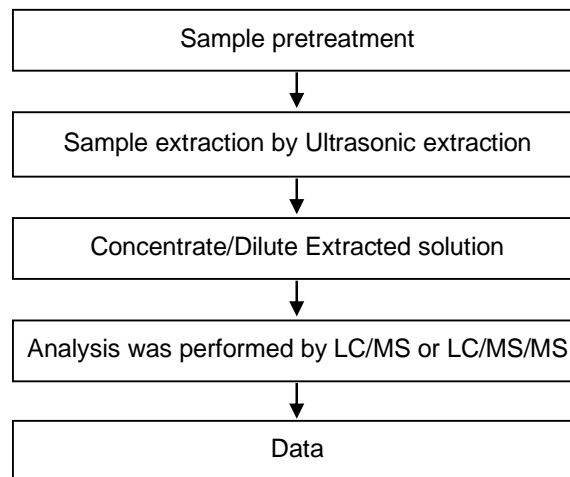 Sample pretreatment
Sample extraction by Ultrasonic extraction
Concentrate/Dilute Extracted solution
Analysis was performed by LC/MS or LC/MS/MS
Data